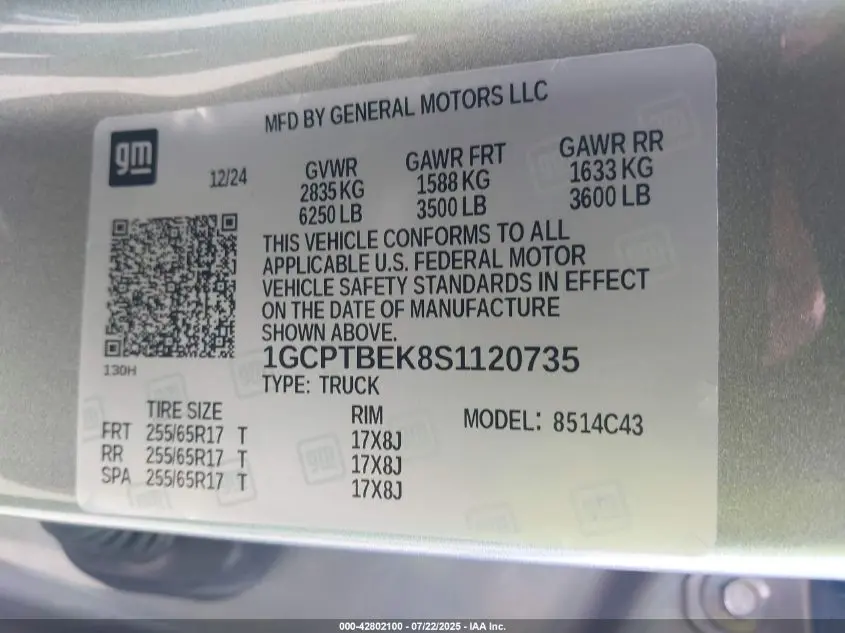 MFD BY GENERAL MOTORS LLC
gm
12/24
GVWR
2835 KG
6250 LB
GAWR FRT
1588 KG
3500 LB
GAWR RR
1633 KG
3600 LB
THIS VEHICLE CONFORMS TO ALL
APPLICABLE U.S. FEDERAL MOTOR
VEHICLE SAFETY STANDARDS IN EFFECT
ON THE DATE OF MANUFACTURE
SHOWN ABOVE.
1GCPTBEK8S1120735
TYPE: TRUCK
130H
TIRE SIZE RIM MODEL: 8514C43
FRT 255/65R17 T 17X8J
RR 255/65R17 T 17X8J
SPA 255/65R17 T 17X8J
000-42802100 - 07/22/2025 - IAA Inc.